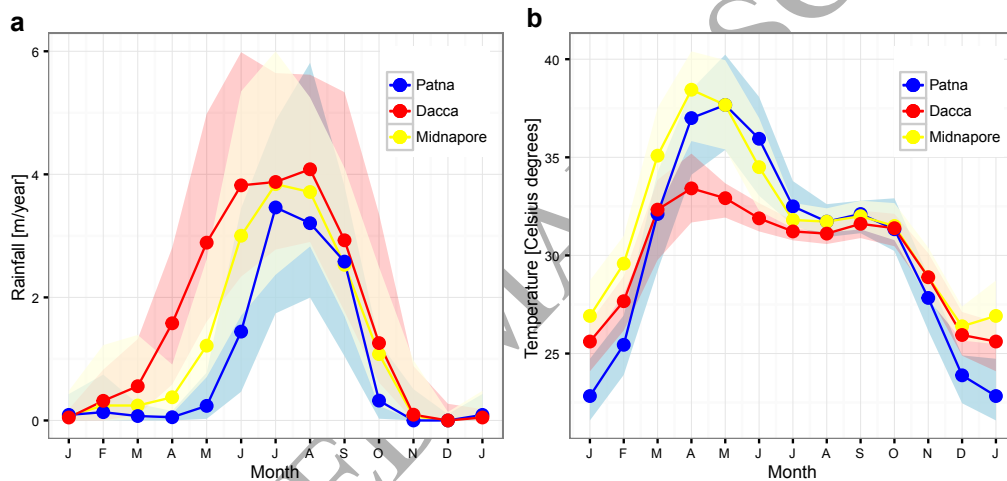 a
Rainfall [m/year]
6
4
2
0
Patna
Dacca
Midnapore
J F M A M J J A S O N D J
Month
b
Temperature [Celsius degrees]
40
35
30
25
Patna
Dacca
Midnapore
J F M A M J J A S O N D J
Month